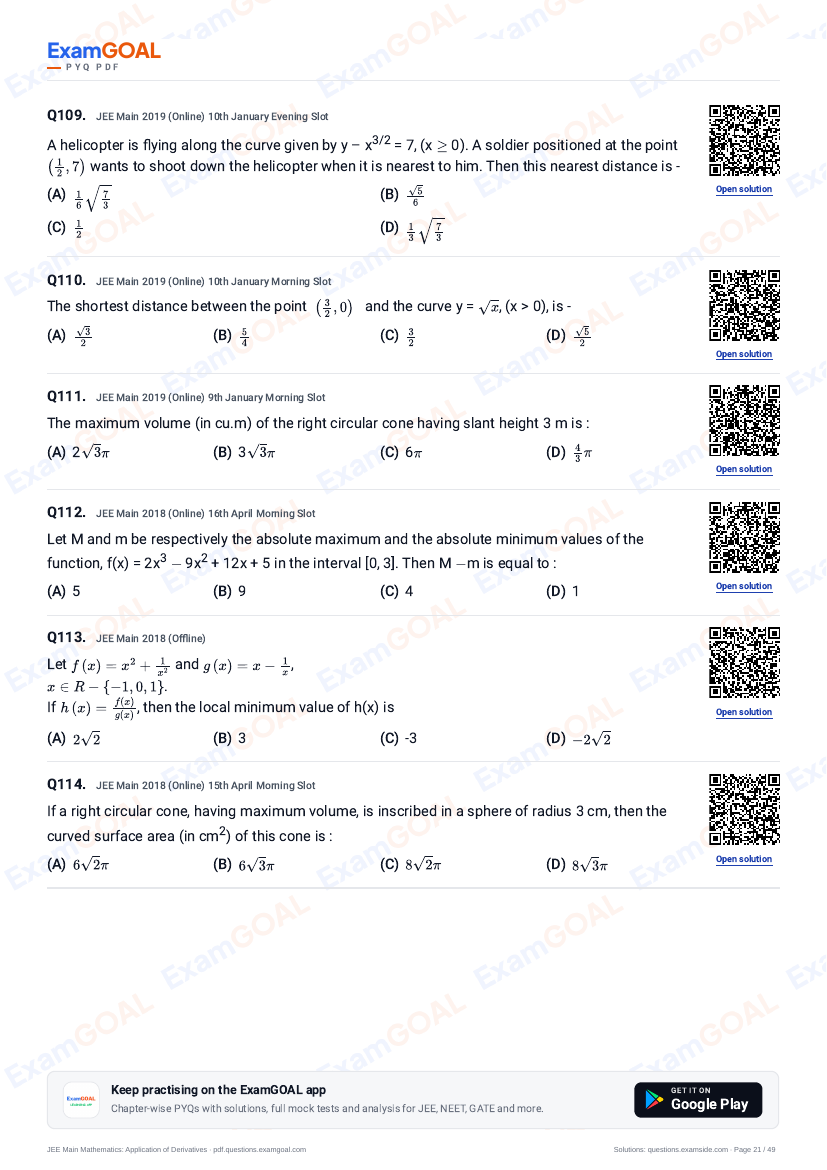 ExamGOAL
PYQ PDF
Q109. JEE Main 2019 (Online) 10th January Evening Slot
A helicopter is flying along the curve given by y − x^{3/2} = 7, (x ≥ 0). A soldier positioned at the point
(1/2, 7) wants to shoot down the helicopter when it is nearest to him. Then this nearest distance is -
(A) 1/6 √(7/3) (B) √5/6
(C) 1/2 (D) 1/3 √(7/3)
Open solution
Q110. JEE Main 2019 (Online) 10th January Morning Slot
The shortest distance between the point (3/2, 0) and the curve y = √x, (x > 0), is -
(A) √3/2 (B) 5/4 (C) 3/2 (D) √5/2
Open solution
Q111. JEE Main 2019 (Online) 9th January Morning Slot
The maximum volume (in cu.m) of the right circular cone having slant height 3 m is :
(A) 2√3π (B) 3√3π (C) 6π (D) 4/3 π
Open solution
Q112. JEE Main 2018 (Online) 16th April Morning Slot
Let M and m be respectively the absolute maximum and the absolute minimum values of the
function, f(x) = 2x³ − 9x² + 12x + 5 in the interval [0, 3]. Then M −m is equal to :
(A) 5 (B) 9 (C) 4 (D) 1
Open solution
Q113. JEE Main 2018 (Offline)
Let f (x) = x² + 1/x² and g (x) = x − 1/x,
x ∈ R − {−1, 0, 1}.
If h (x) = f(x)/g(x), then the local minimum value of h(x) is
(A) 2√2 (B) 3 (C) -3 (D) −2√2
Open solution
Q114. JEE Main 2018 (Online) 15th April Morning Slot
If a right circular cone, having maximum volume, is inscribed in a sphere of radius 3 cm, then the
curved surface area (in cm²) of this cone is :
(A) 6√2π (B) 6√3π (C) 8√2π (D) 8√3π
Open solution
Keep practising on the ExamGOAL app
Chapter-wise PYQs with solutions, full mock tests and analysis for JEE, NEET, GATE and more.
GET IT ON
Google Play
JEE Main Mathematics: Application of Derivatives · pdf.questions.examgoal.com Solutions: questions.examside.com · Page 21 / 49